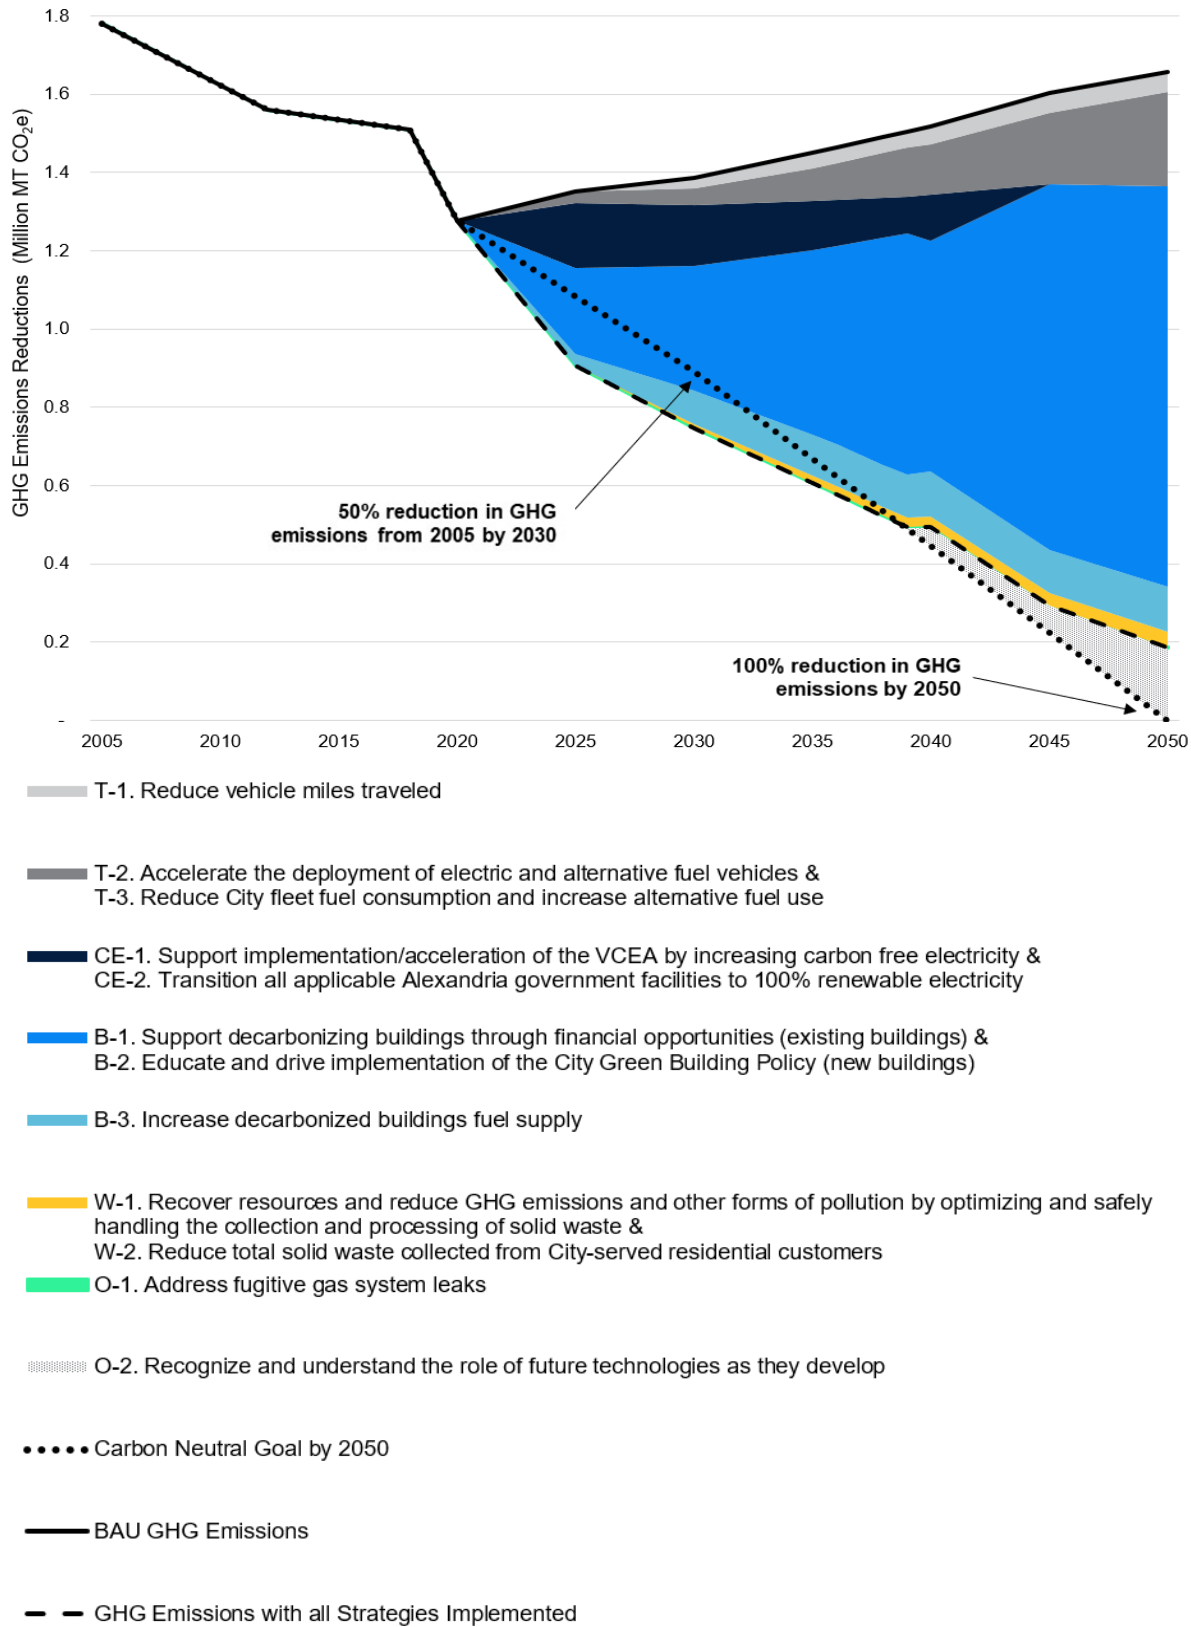 GHG Emissions Reductions (Million MT CO₂e)
1.8
1.6
1.4
1.2
1.0
0.8
0.6
0.4
0.2
-
50% reduction in GHG
emissions from 2005 by 2030
100% reduction in GHG
emissions by 2050
2005 2010 2015 2020 2025 2030 2035 2040 2045 2050
T-1. Reduce vehicle miles traveled
T-2. Accelerate the deployment of electric and alternative fuel vehicles &
T-3. Reduce City fleet fuel consumption and increase alternative fuel use
CE-1. Support implementation/acceleration of the VCEA by increasing carbon free electricity &
CE-2. Transition all applicable Alexandria government facilities to 100% renewable electricity
B-1. Support decarbonizing buildings through financial opportunities (existing buildings) &
B-2. Educate and drive implementation of the City Green Building Policy (new buildings)
B-3. Increase decarbonized buildings fuel supply
W-1. Recover resources and reduce GHG emissions and other forms of pollution by optimizing and safely
handling the collection and processing of solid waste &
W-2. Reduce total solid waste collected from City-served residential customers
O-1. Address fugitive gas system leaks
O-2. Recognize and understand the role of future technologies as they develop
Carbon Neutral Goal by 2050
BAU GHG Emissions
GHG Emissions with all Strategies Implemented